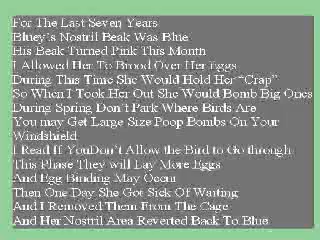 For The Last Seven Years
Bluey's Nostril Beak Was Blue
His Beak Turned Pink This Month
I Allowed Her To Brood Over Her Eggs
During This Time She Would Hold Her “Crap”
So When I Took Her Out She Would Bomb Big Ones
During Spring Don't Park Where Birds Are
You may Get Large Size Poop Bombs On Your
Windshield
I Read If YouDon't Allow the Bird to Go through
This Phase They will Lay More Eggs
And Egg Binding May Occur
Then One Day She Got Sick Of Waiting
And I Removed Them From The Cage
And Her Nostril Area Reverted Back To Blue